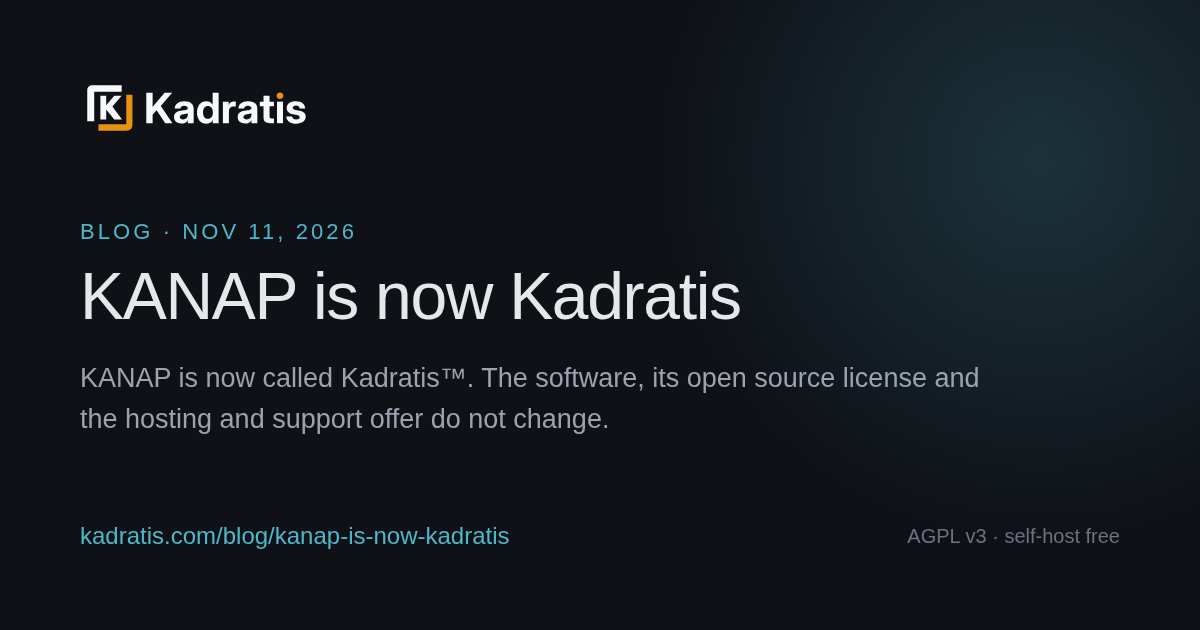 K Kadratis
BLOG · NOV 11, 2026
KANAP is now Kadratis
KANAP is now called Kadratis™. The software, its open source license and
the hosting and support offer do not change.
kadratis.com/blog/kanap-is-now-kadratis
AGPL v3 · self-host free